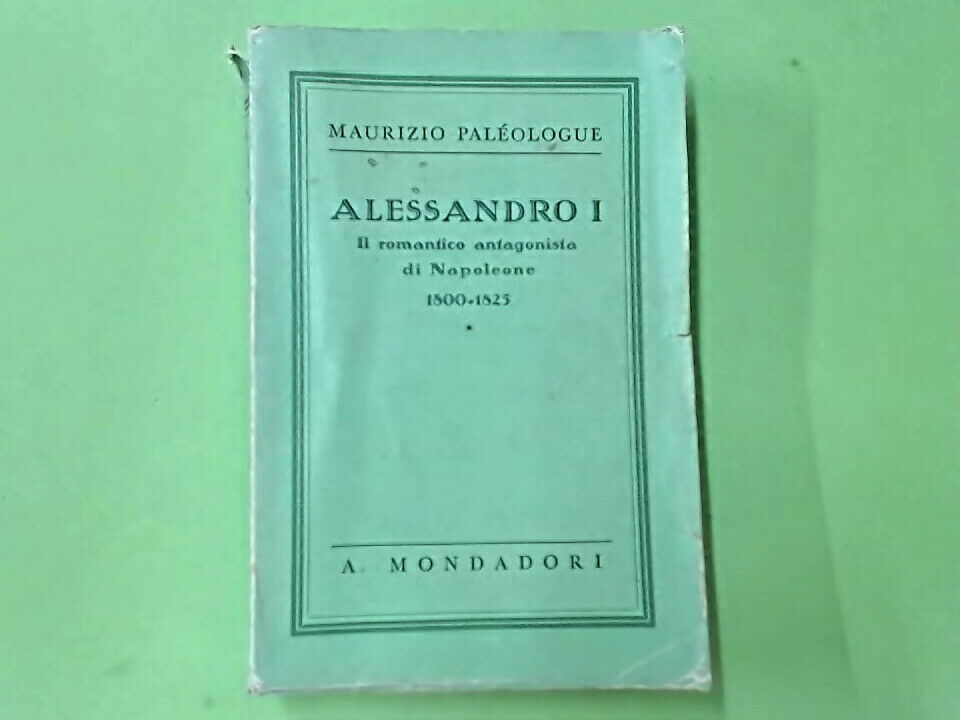 MAURIZIO PALÉOLOGUE
ALESSANDRO I
Il romantico antagonista
di Napoleone
1800-1825
A. MONDADORI